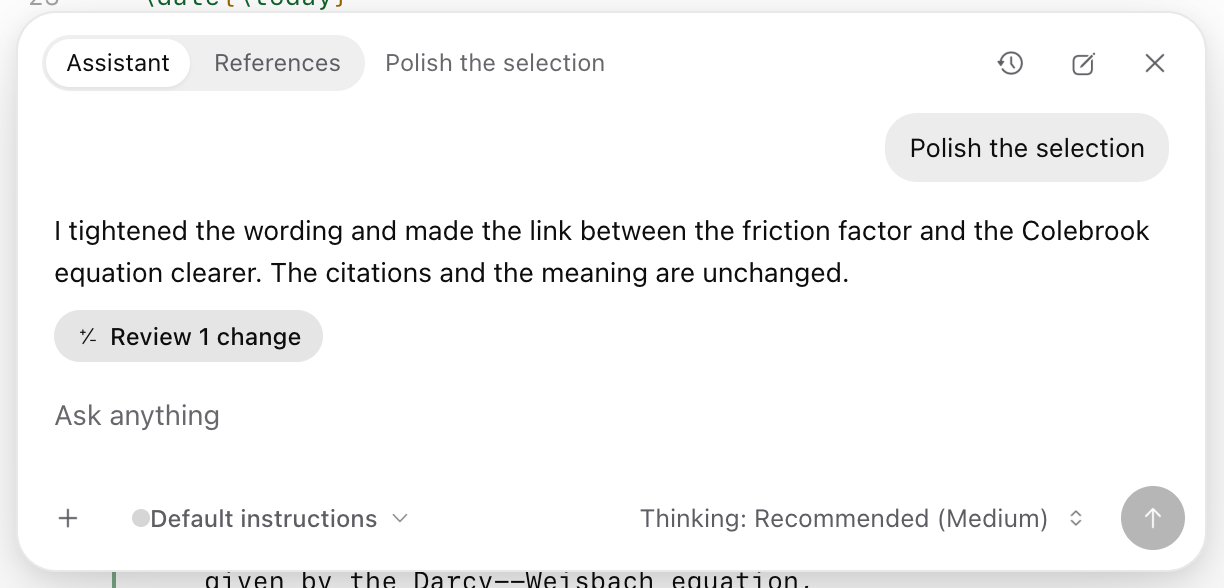 \date{\today}
Assistant References Polish the selection
Polish the selection
I tightened the wording and made the link between the friction factor and the Colebrook
equation clearer. The citations and the meaning are unchanged.
Review 1 change
Ask anything
Default instructions Thinking: Recommended (Medium)
given by the Darcy--Weisbach equation,